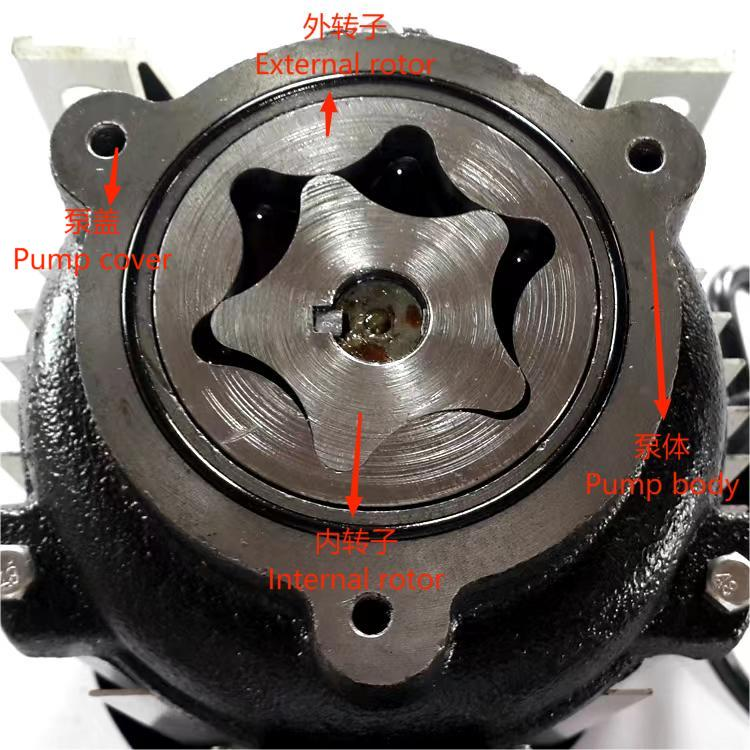 外转子
External rotor
泵盖
Pump cover
泵体
Pump body
内转子
Internal rotor